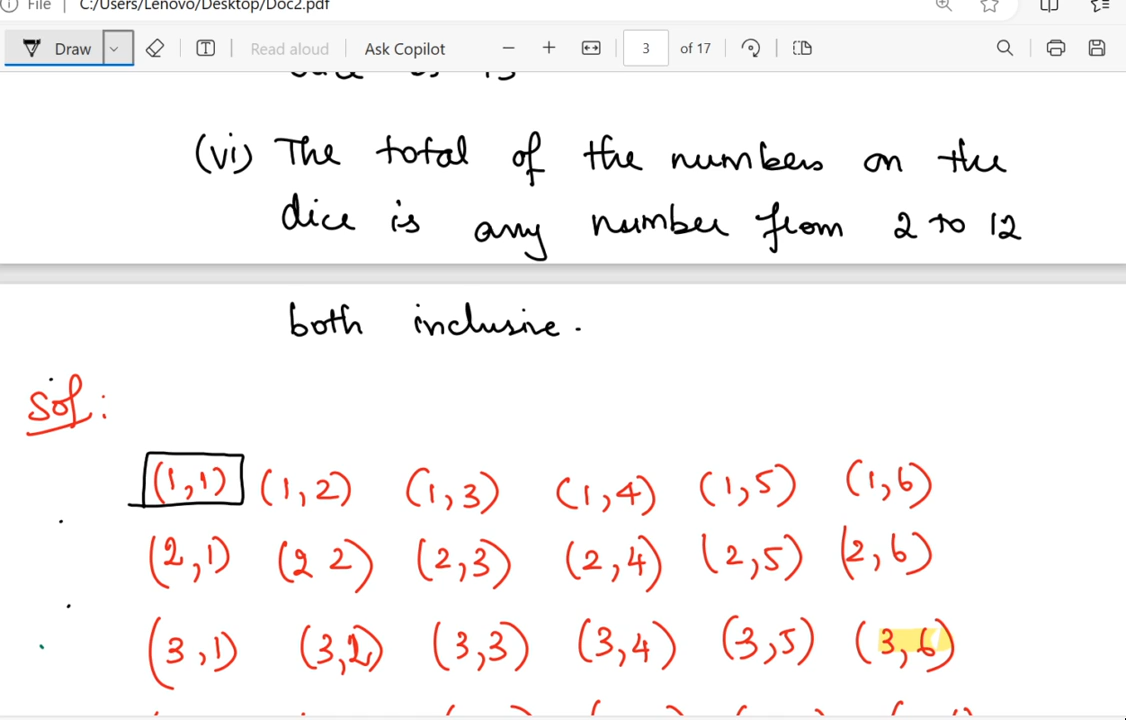 File C:/Users/Lenovo/Desktop/Doc2.pdf
Draw Read aloud Ask Copilot 3 of 17
(vi) The total of the numbers on the
dice is any number from 2 to 12
both inclusive.
Sol:
(1,1) (1,2) (1,3) (1,4) (1,5) (1,6)
(2,1) (2 2) (2,3) (2,4) (2,5) (2,6)
(3,1) (3,2) (3,3) (3,4) (3,5) (3,6)